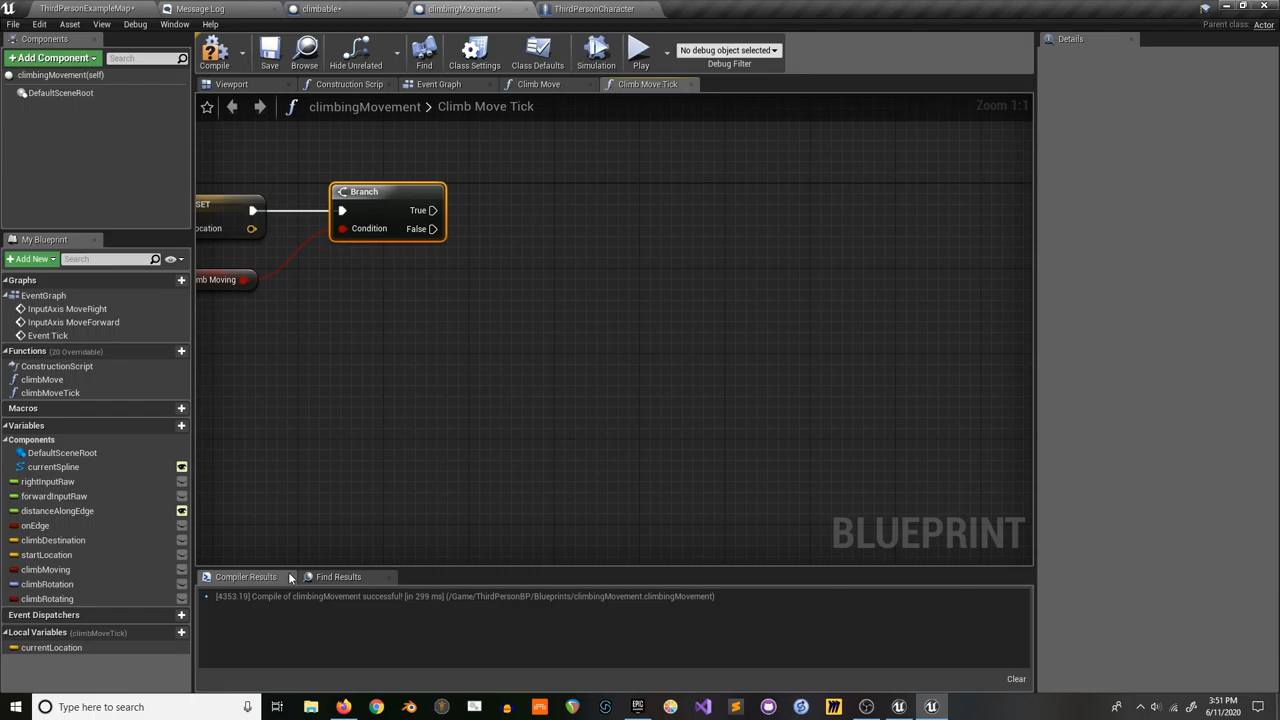 ThirdPersonExampleMap*
Message Log
climbable*
climbingMovement*
ThirdPersonCharacter
File Edit Asset View Debug Window Help
Parent class: Actor
Components
+ Add Component
Search
climbingMovement(self)
DefaultSceneRoot
Compile
Save
Browse
Hide Unrelated
Find
Class Settings
Class Defaults
Simulation
Play
No debug object selected
Debug Filter
Details
Viewport
Construction Scrip
Event Graph
Climb Move
Climb Move Tick
climbingMovement > Climb Move Tick
Zoom 1:1
SET
ocation
mb Moving
Branch
True
Condition
False
BLUEPRINT
My Blueprint
+ Add New
Search
Graphs
EventGraph
InputAxis MoveRight
InputAxis MoveForward
Event Tick
Functions (20 Overridable)
ConstructionScript
climbMove
climbMoveTick
Macros
Variables
Components
DefaultSceneRoot
currentSpline
rightInputRaw
forwardInputRaw
distanceAlongEdge
onEdge
climbDestination
startLocation
climbMoving
climbRotation
climbRotating
Event Dispatchers
Local Variables (climbMoveTick)
currentLocation
Compiler Results
Find Results
[4353.19] Compile of climbingMovement successful! [in 299 ms] (/Game/ThirdPersonBP/Blueprints/climbingMovement.climbingMovement)
Clear
Type here to search
3:51 PM
6/11/2020